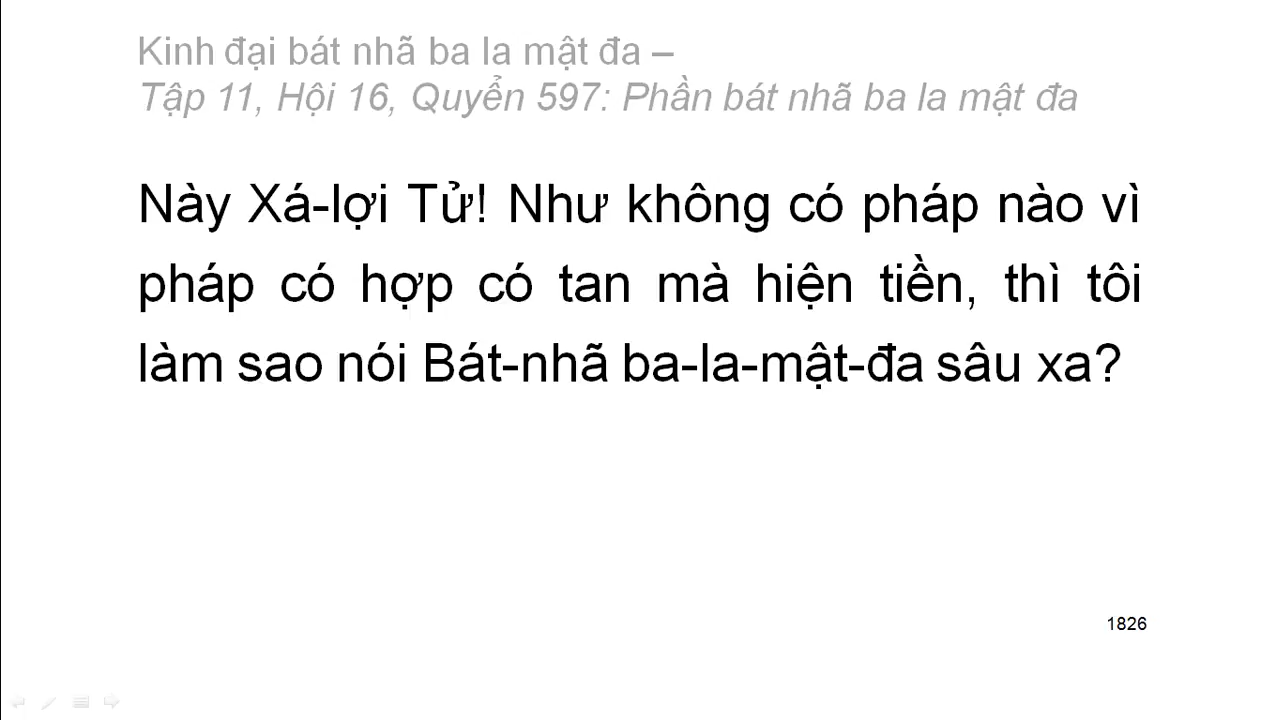 Kinh đại bát nhã ba la mật đa –
Tập 11, Hội 16, Quyển 597: Phần bát nhã ba la mật đa
Này Xá-lợi Tử! Như không có pháp nào vì
pháp có hợp có tan mà hiện tiền, thì tôi
làm sao nói Bát-nhã ba-la-mật-đa sâu xa?
1826